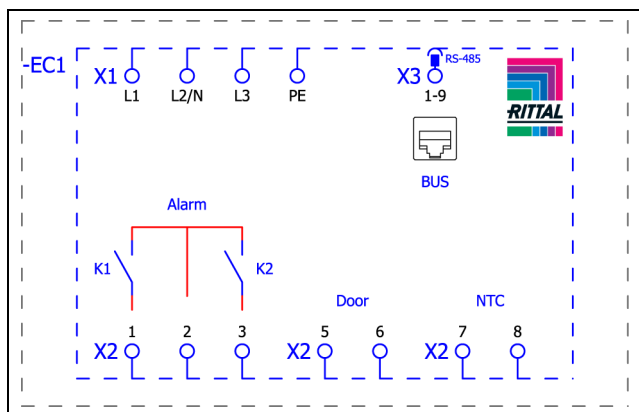 -EC1
X1
L1
L2/N
L3
PE
X3
RS-485
1-9
RITTAL
BUS
Alarm
K1
K2
Door
NTC
X2
1
2
3
X2
5
6
X2
7
8